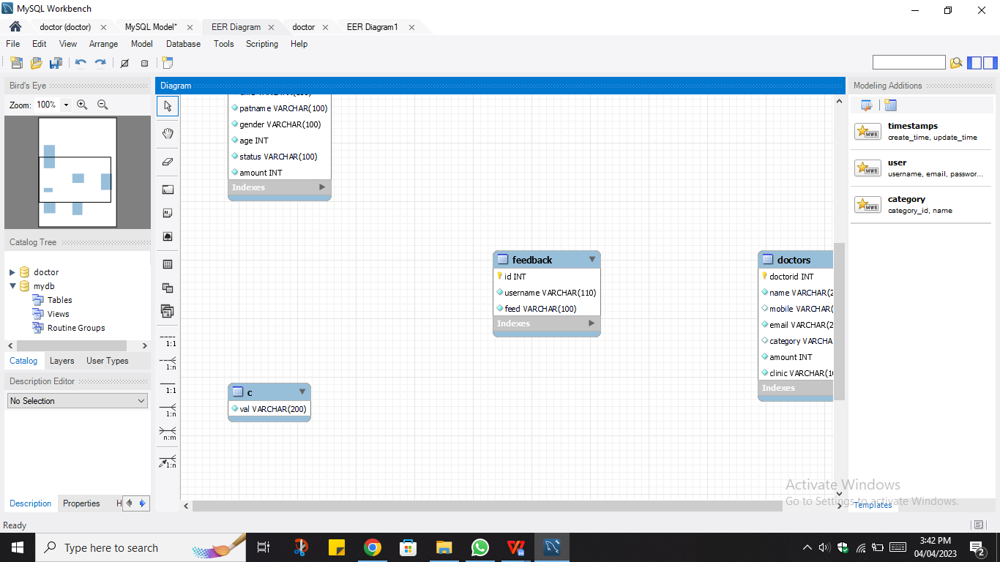 MySQL Workbench
doctor (doctor)
MySQL Model*
EER Diagram
doctor
EER Diagram1
File Edit View Arrange Model Database Tools Scripting Help
Bird's Eye
Zoom: 100%
Catalog Tree
doctor
mydb
Tables
Views
Routine Groups
Catalog Layers User Types
Description Editor
No Selection
Description Properties H
Diagram
1:1
1:n
1:1
1:n
n:m
1:n
patname VARCHAR(100)
gender VARCHAR(100)
age INT
status VARCHAR(100)
amount INT
Indexes
feedback
id INT
username VARCHAR(110)
feed VARCHAR(100)
Indexes
c
val VARCHAR(200)
doctors
doctorid INT
name VARCHAR(2
mobile VARCHAR(
email VARCHAR(2
category VARCHA
amount INT
clinic VARCHAR(1
Indexes
Modeling Additions
MWB
timestamps
create_time, update_time
MWB
user
username, email, passwor...
MWB
category
category_id, name
Activate Windows
Go to Settings to activate Windows.
Templates
Ready
Type here to search
3:42 PM
04/04/2023
2